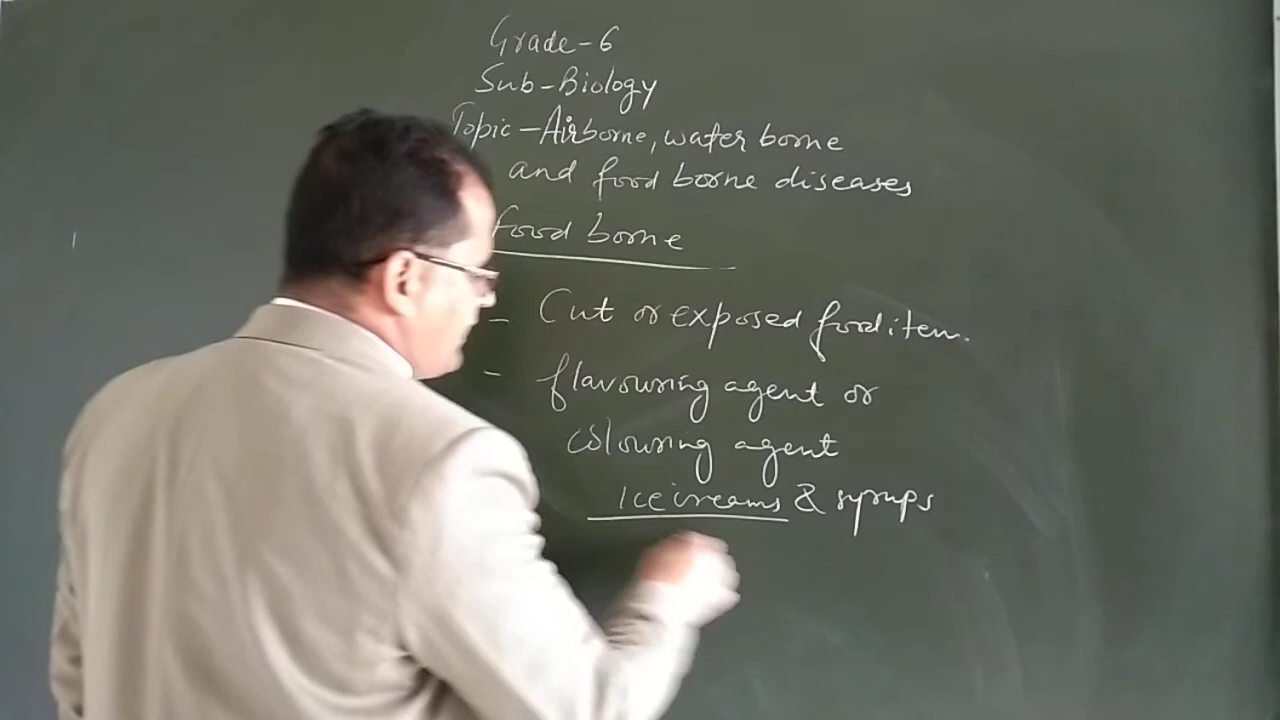 Grade-6
Sub-Biology
Topic-Airborne, water borne
and food borne diseases
food borne
- Cut or exposed food item.
- flavouring agent or
colouring agent
Ice creams & syrups